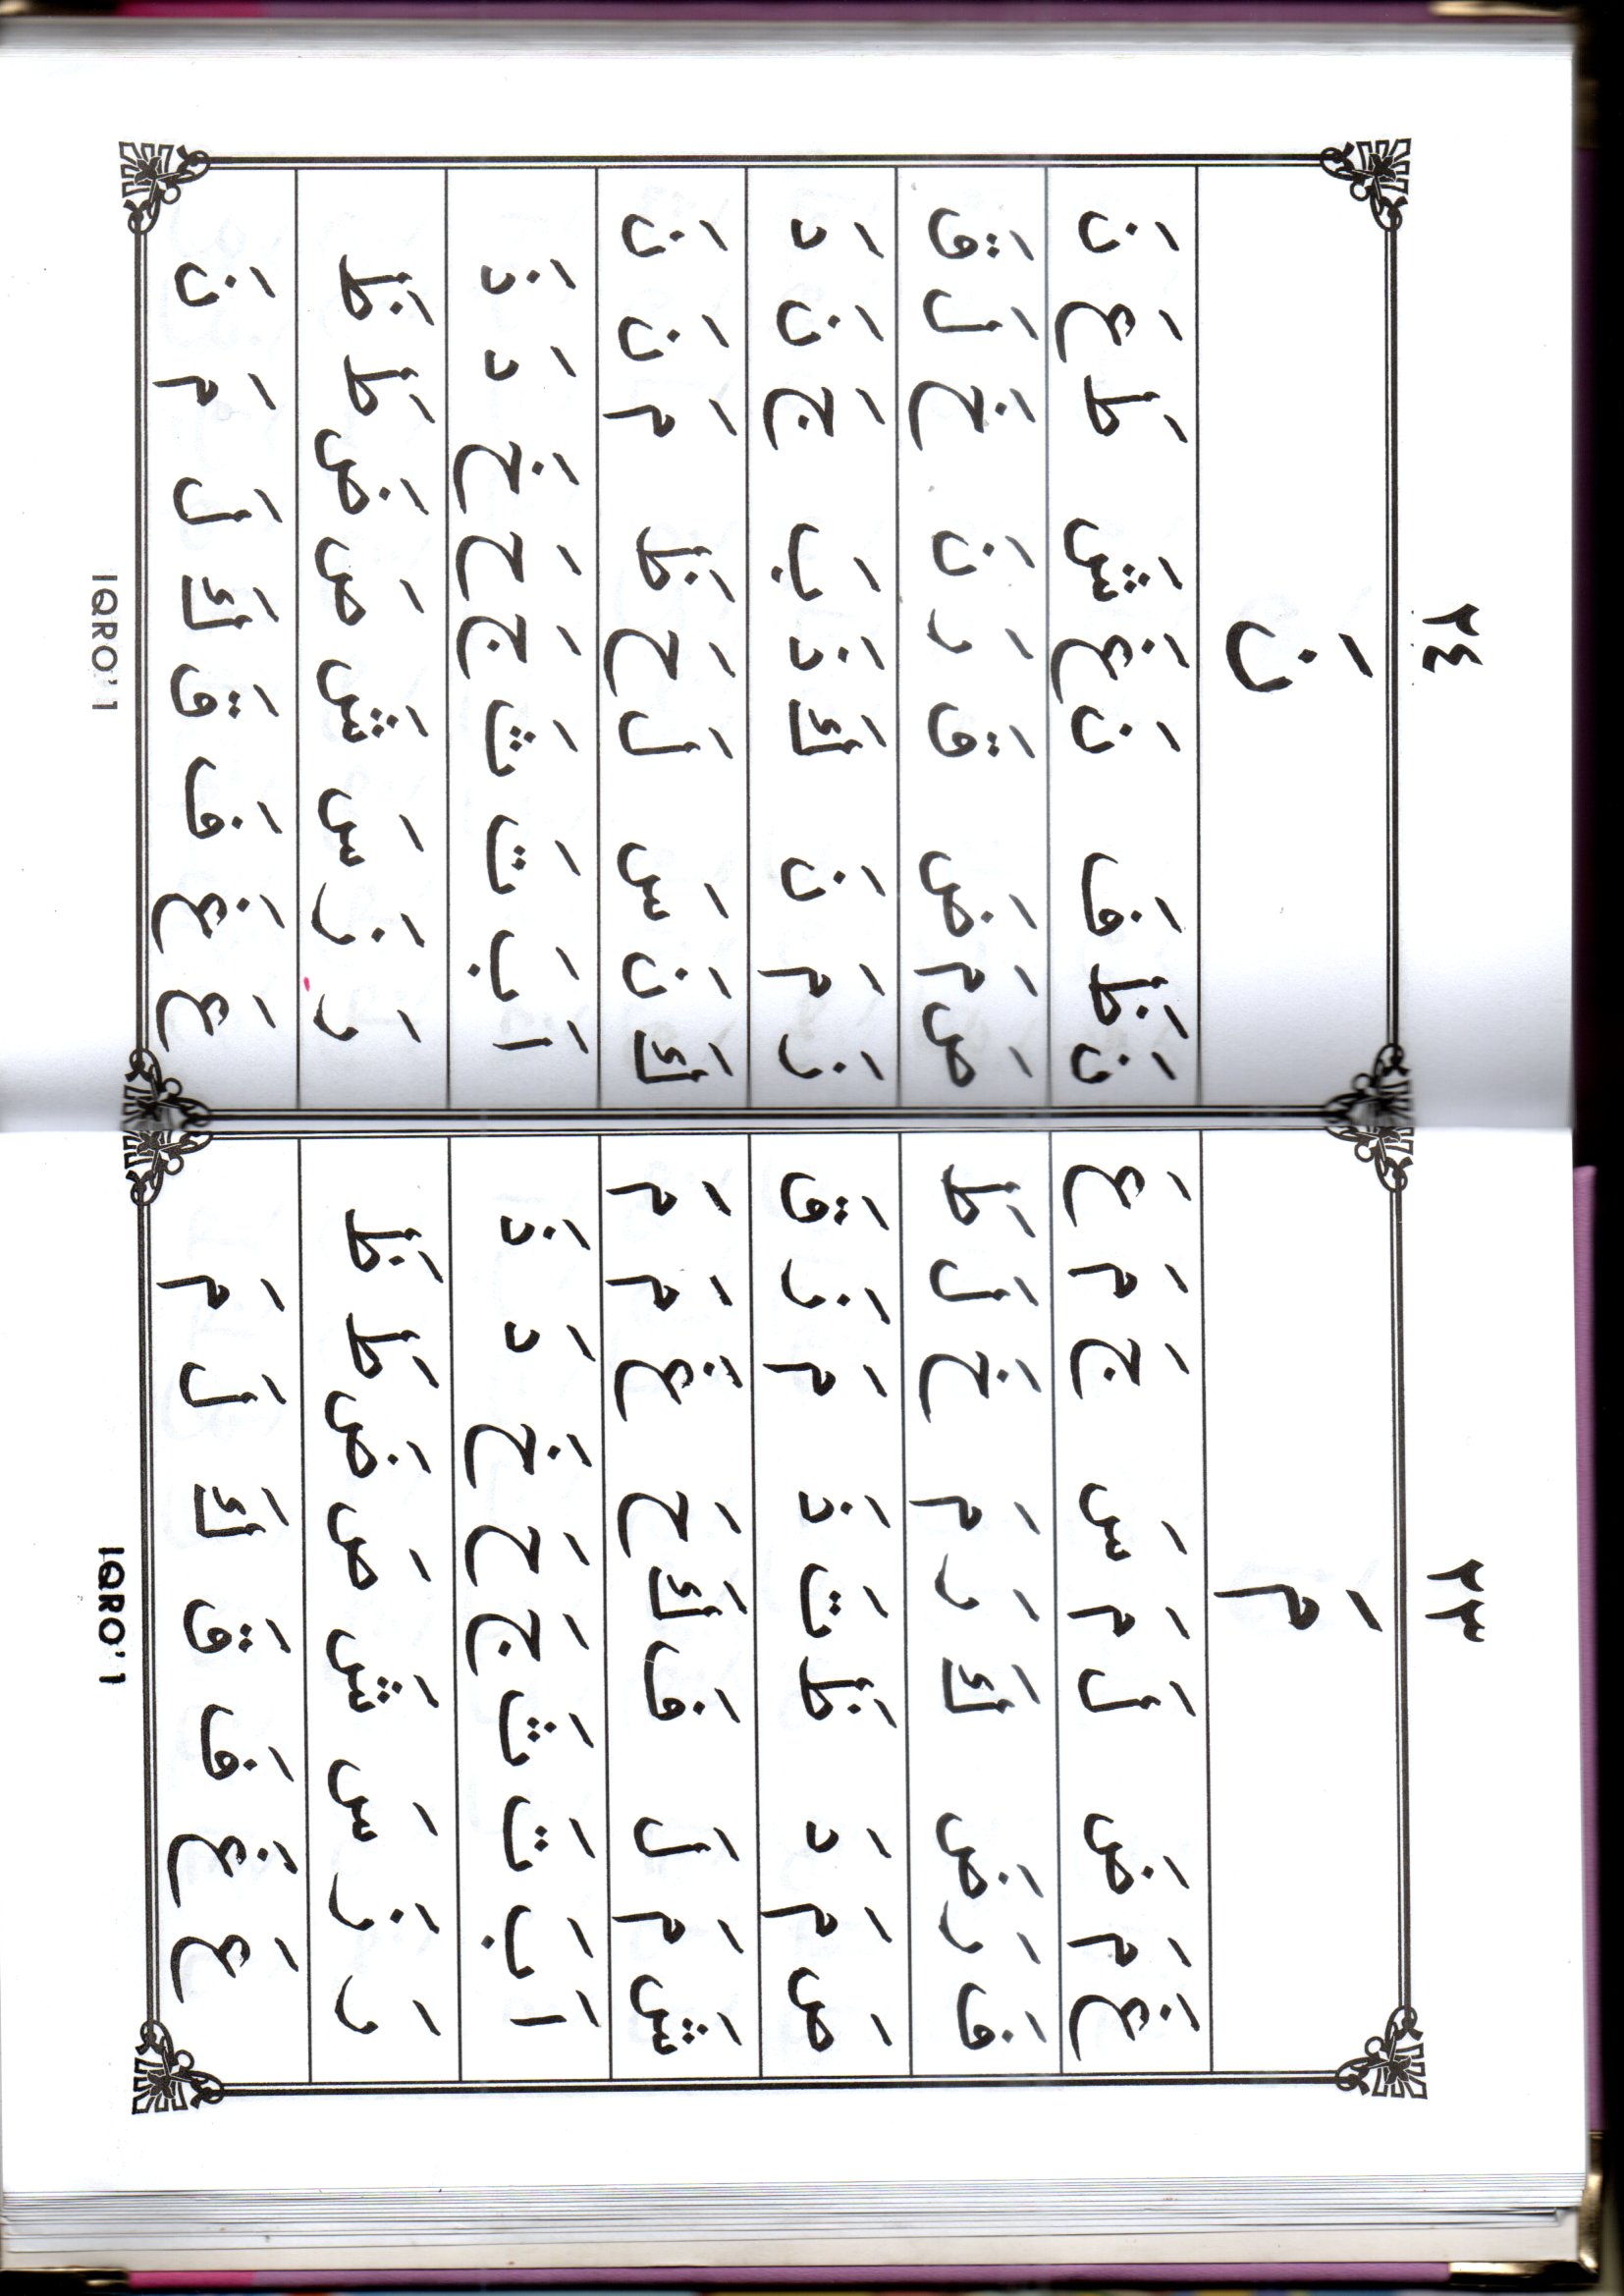 ٢٣
مَ
غَ مَ ضَ لَ مَ سَ جَ مَ عَ
فَ رَ ضَ كَ رَ مَ خَ لَ طَ
صَ مَ دَ ظَ تَ ذَ مَ زَ قَ
شَ مَ لَ فَ كَ حَ غَ مَ مَ
اَ بَ تَ ثَ جَ حَ خَ دَ ذَ
رَ زَ سَ شَ صَ ضَ طَ ظَ
عَ غَ فَ قَ كَ لَ مَ
IQRO' 1
٢٤
نَ
نَ ظَ فَ نَ غَ شَ طَ عَ نَ
صَ مَ ضَ قَ رَ نَ خَ لَ قَ
زَ مَ نَ كَ ذَ بَ جَ نَ دَ
كَ نَ سَ لَ حَ ظَ مَ نَ نَ
اَ بَ تَ ثَ جَ حَ خَ دَ ذَ
رَ زَ سَ شَ صَ ضَ طَ ظَ
عَ غَ فَ قَ كَ لَ مَ نَ
IQRO' 1